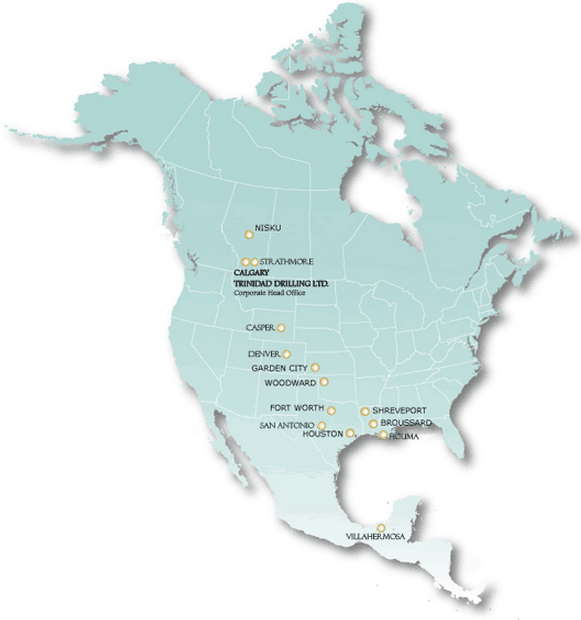 NISKU
STRATHMORE
CALGARY
TRINIDAD DRILLING LTD.
Corporate Head Office
CASPER
DENVER
GARDEN CITY
WOODWARD
FORT WORTH
SHREVEPORT
SAN ANTONIO
BROUSSARD
HOUSTON
HOUMA
VILLAHERMOSA